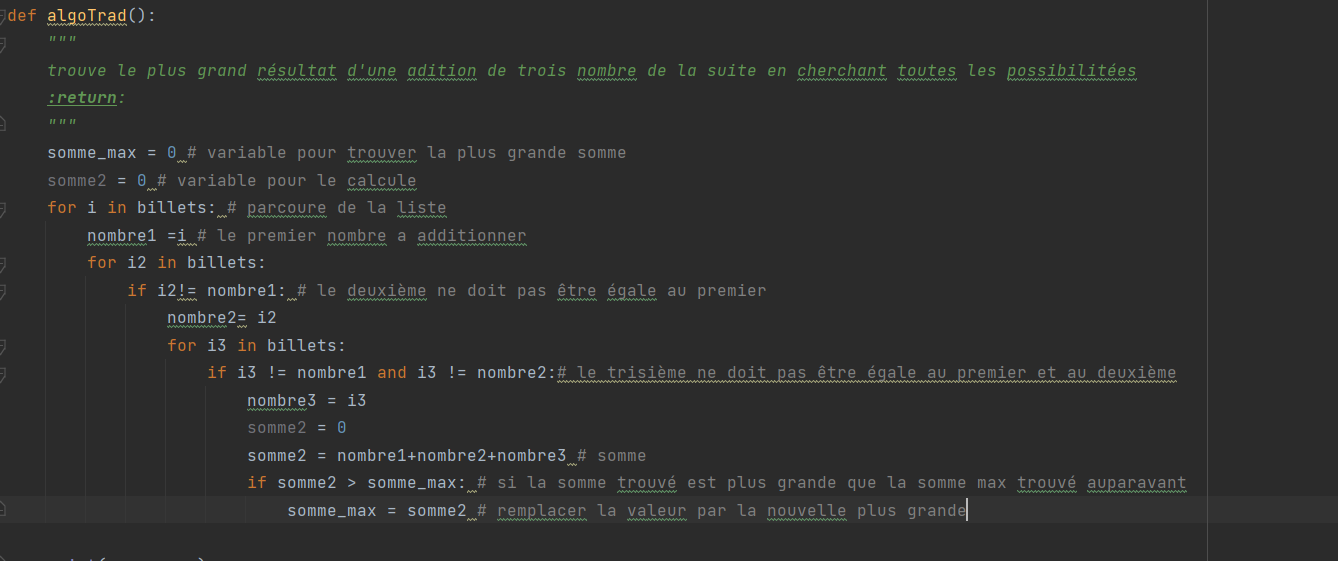 def algoTrad():
"""
trouve le plus grand résultat d'une adition de trois nombre de la suite en cherchant toutes les possibilitées
:return:
"""
somme_max = 0 # variable pour trouver la plus grande somme
somme2 = 0 # variable pour le calcule
for i in billets: # parcoure de la liste
nombre1 =i # le premier nombre a additionner
for i2 in billets:
if i2!= nombre1: # le deuxième ne doit pas être égale au premier
nombre2= i2
for i3 in billets:
if i3 != nombre1 and i3 != nombre2:# le trisième ne doit pas être égale au premier et au deuxième
nombre3 = i3
somme2 = 0
somme2 = nombre1+nombre2+nombre3 # somme
if somme2 > somme_max: # si la somme trouvé est plus grande que la somme max trouvé auparavant
somme_max = somme2 # remplacer la valeur par la nouvelle plus grande